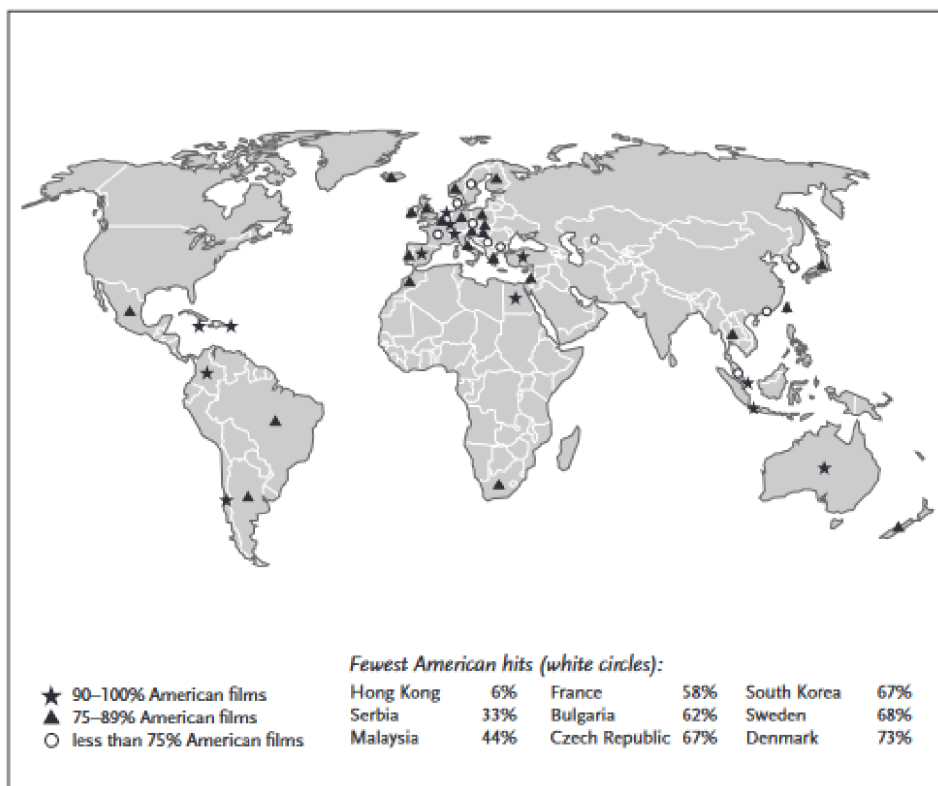 Fewest American hits (white circles):
90–100% American films
75–89% American films
less than 75% American films
Hong Kong 6% France 58% South Korea 67%
Serbia 33% Bulgaria 62% Sweden 68%
Malaysia 44% Czech Republic 67% Denmark 73%